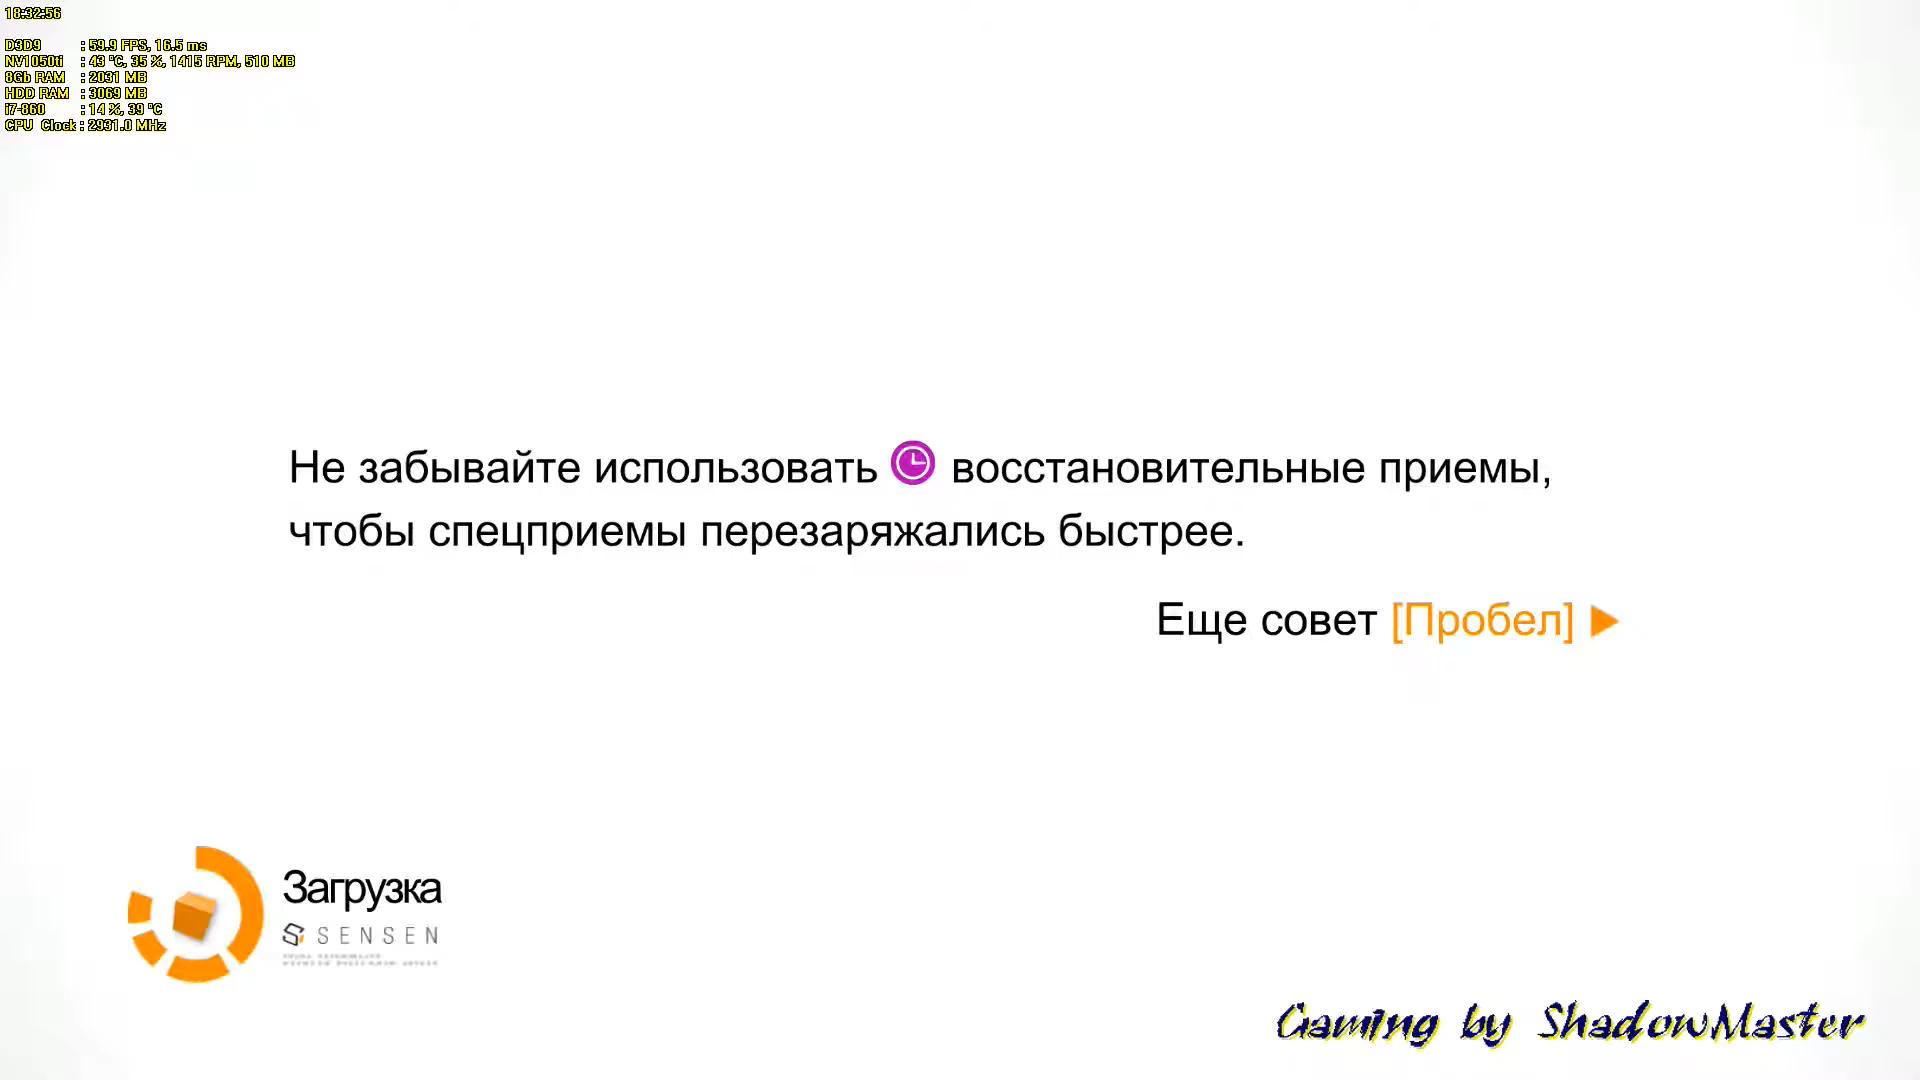 18:32:56
D3D9 : 59.9 FPS, 16.5 ms
NV1050ti : 43 °C, 35 %, 1415 RPM, 510 MB
8Gb RAM : 2031 MB
HDD RAM : 3069 MB
i7-860 : 14 %, 39 °C
CPU Clock : 2931.0 MHz
Не забывайте использовать восстановительные приемы,
чтобы спецприемы перезаряжались быстрее.
Еще совет [Пробел]
Загрузка
SENSEN
Gaming by ShadowMaster